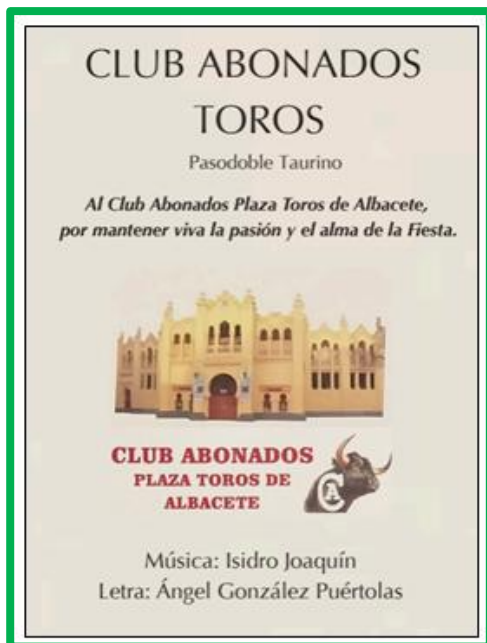 CLUB ABONADOS
TOROS
Pasodoble Taurino
Al Club Abonados Plaza Toros de Albacete,
por mantener viva la pasión y el alma de la Fiesta.
CLUB ABONADOS
PLAZA TOROS DE
ALBACETE
CA
Música: Isidro Joaquín
Letra: Ángel González Puértolas